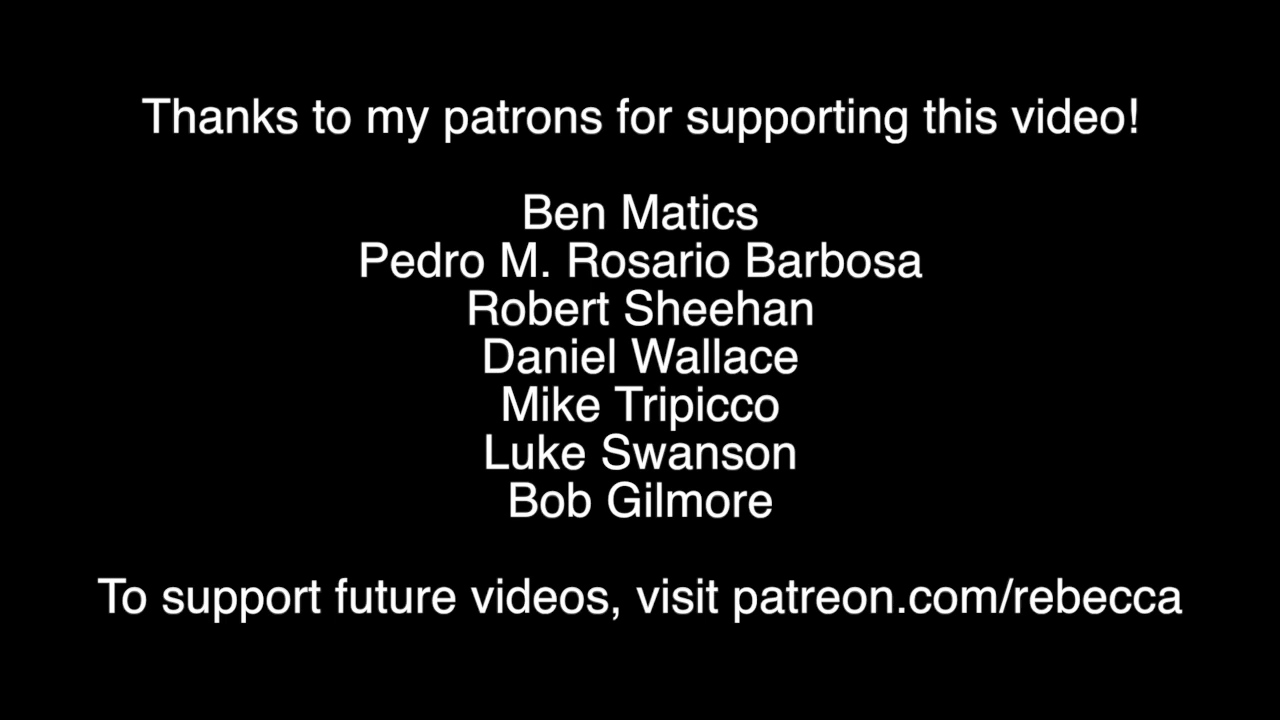 Thanks to my patrons for supporting this video!
Ben Matics
Pedro M. Rosario Barbosa
Robert Sheehan
Daniel Wallace
Mike Tripicco
Luke Swanson
Bob Gilmore
To support future videos, visit patreon.com/rebecca